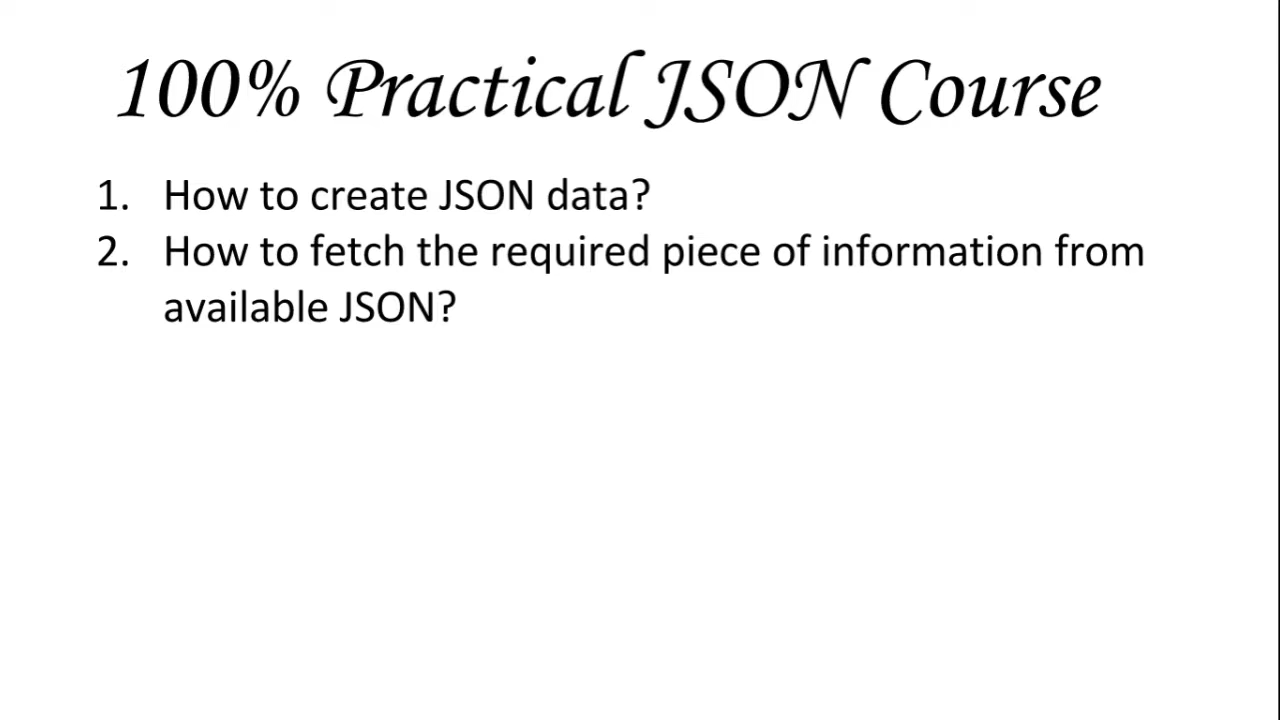 100% Practical JSON Course
1. How to create JSON data?
2. How to fetch the required piece of information from
available JSON?